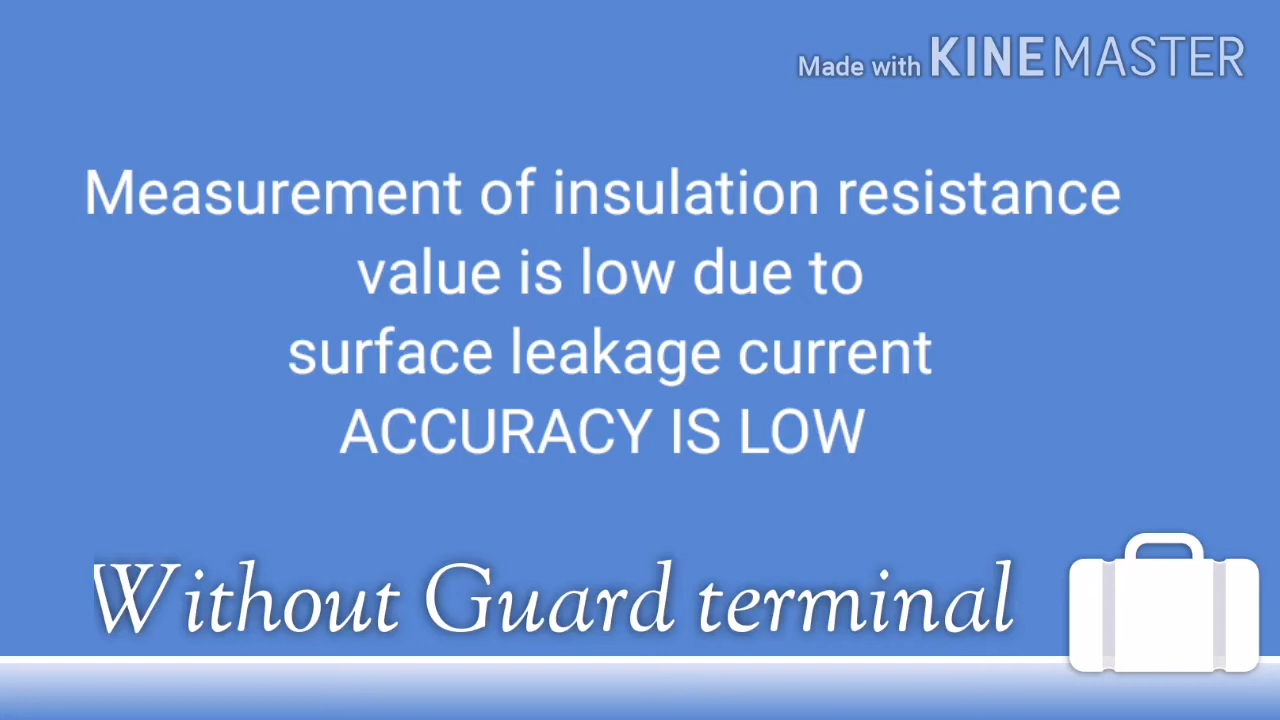 Made with KINEMASTER
Measurement of insulation resistance
value is low due to
surface leakage current
ACCURACY IS LOW
Without Guard terminal